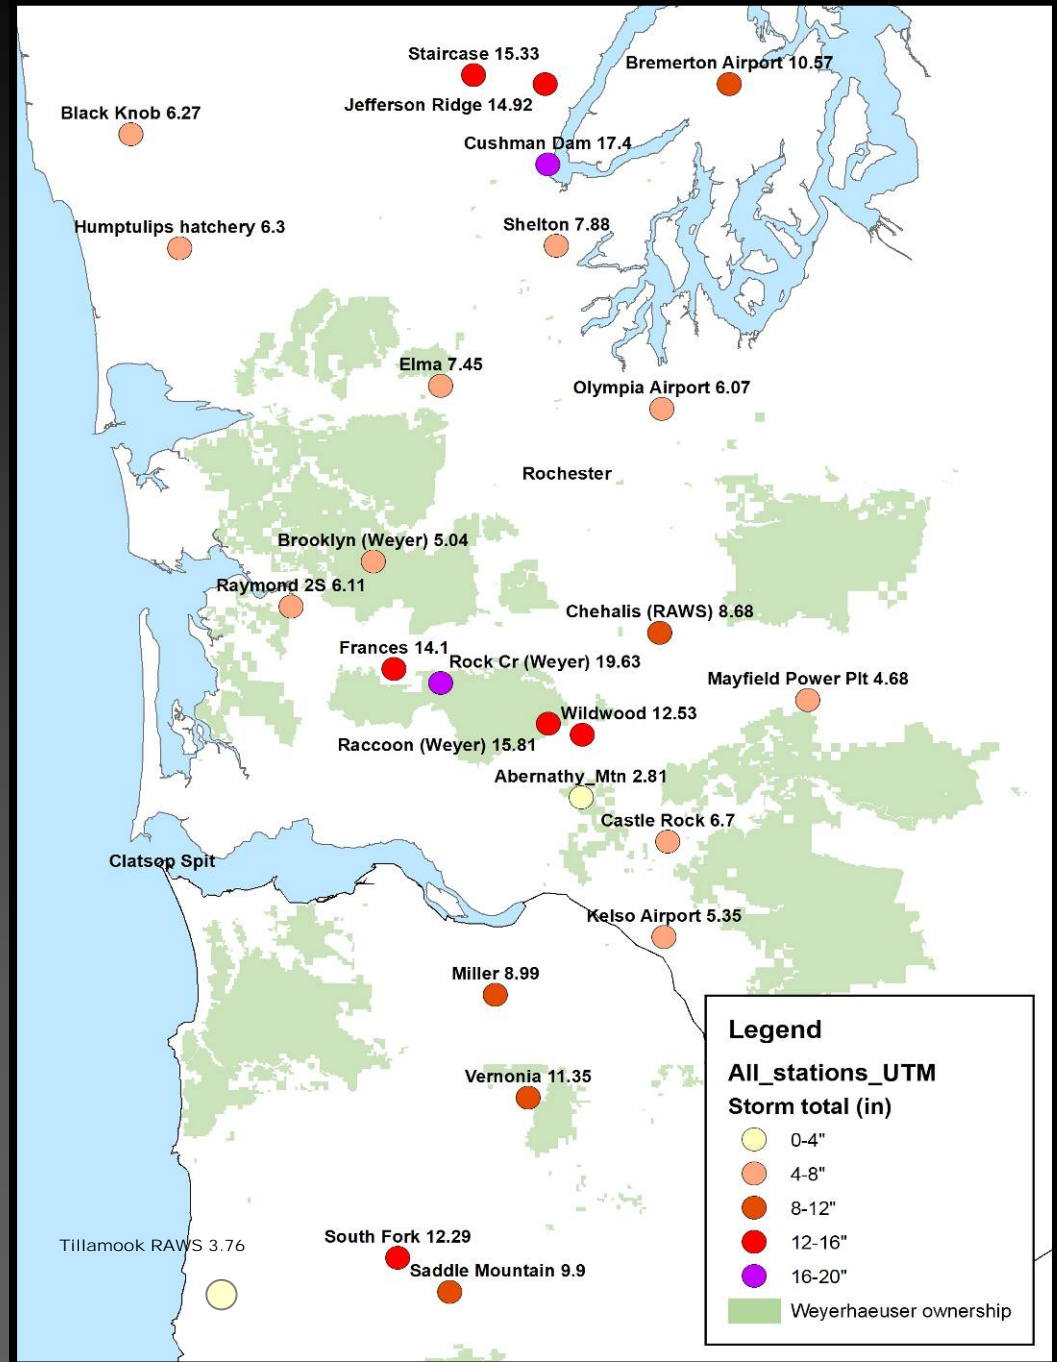 Staircase 15.33
Bremerton Airport 10.57
Jefferson Ridge 14.92
Black Knob 6.27
Cushman Dam 17.4
Shelton 7.88
Humptulips hatchery 6.3
Elma 7.45
Olympia Airport 6.07
Rochester
Brooklyn (Weyer) 5.04
Raymond 2S 6.11
Chehalis (RAWS) 8.68
Frances 14.1
Rock Cr (Weyer) 19.63
Mayfield Power Plt 4.68
Wildwood 12.53
Raccoon (Weyer) 15.81
Abernathy_Mtn 2.81
Castle Rock 6.7
Clatsop Spit
Kelso Airport 5.35
Miller 8.99
Vernonia 11.35
South Fork 12.29
Tillamook RAWS 3.76
Saddle Mountain 9.9
Legend
All_stations_UTM
Storm total (in)
0-4"
4-8"
8-12"
12-16"
16-20"
Weyerhaeuser ownership